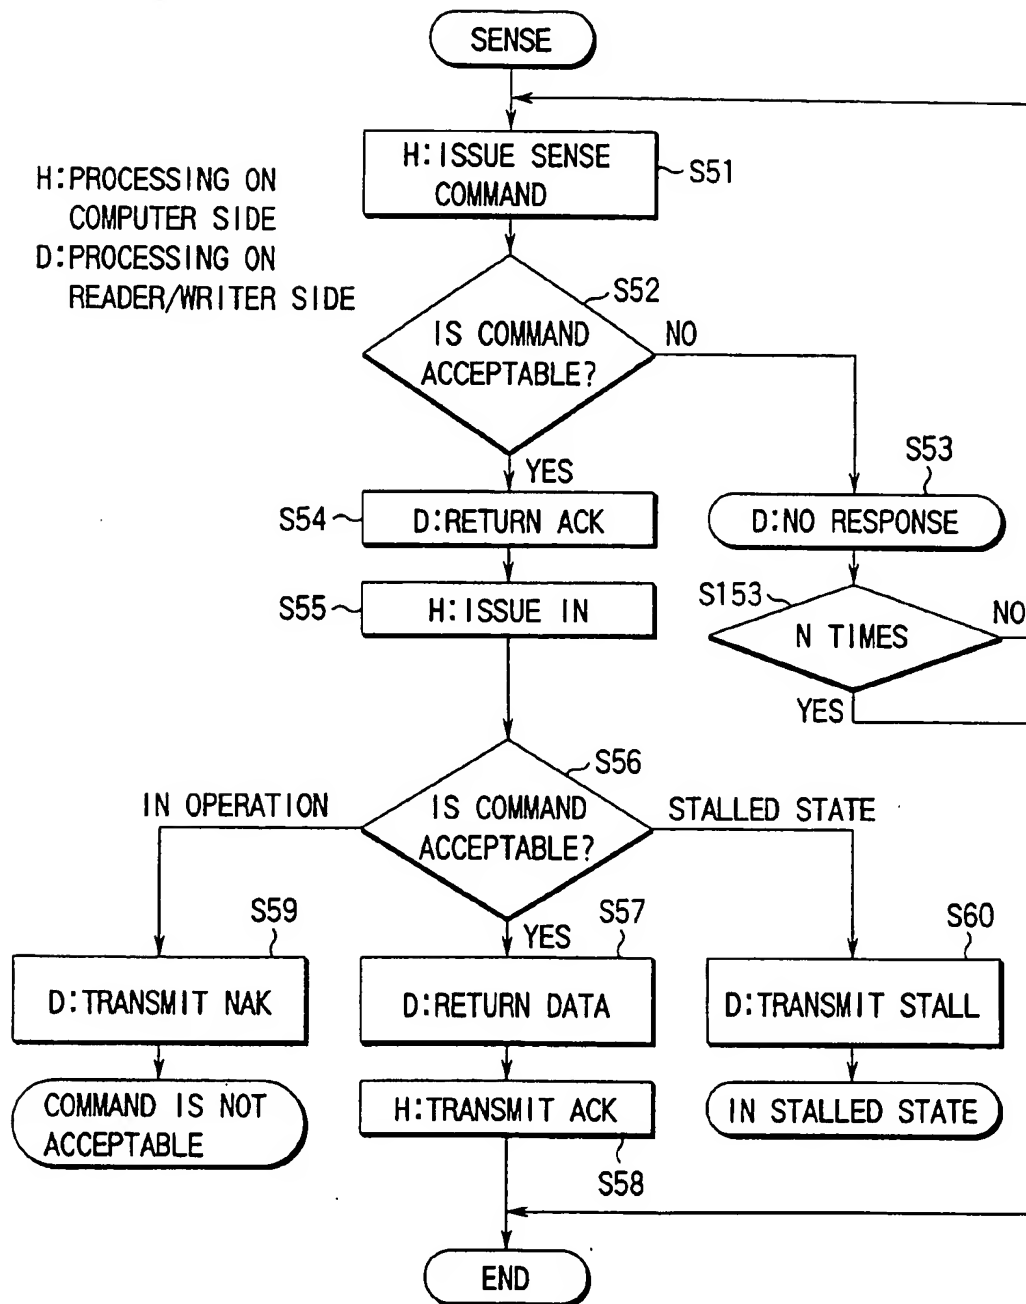 SENSE
H:ISSUE SENSE
COMMAND
S51
H:PROCESSING ON
COMPUTER SIDE
D:PROCESSING ON
READER/WRITER SIDE
S52
IS COMMAND
ACCEPTABLE?
NO
YES
S53
S54
D:RETURN ACK
D:NO RESPONSE
S55
H:ISSUE IN
S153
N TIMES
NO
YES
S56
IN OPERATION
IS COMMAND
ACCEPTABLE?
STALLED STATE
S59
YES
S57
S60
D:TRANSMIT NAK
D:RETURN DATA
D:TRANSMIT STALL
COMMAND IS NOT
ACCEPTABLE
H:TRANSMIT ACK
IN STALLED STATE
S58
END